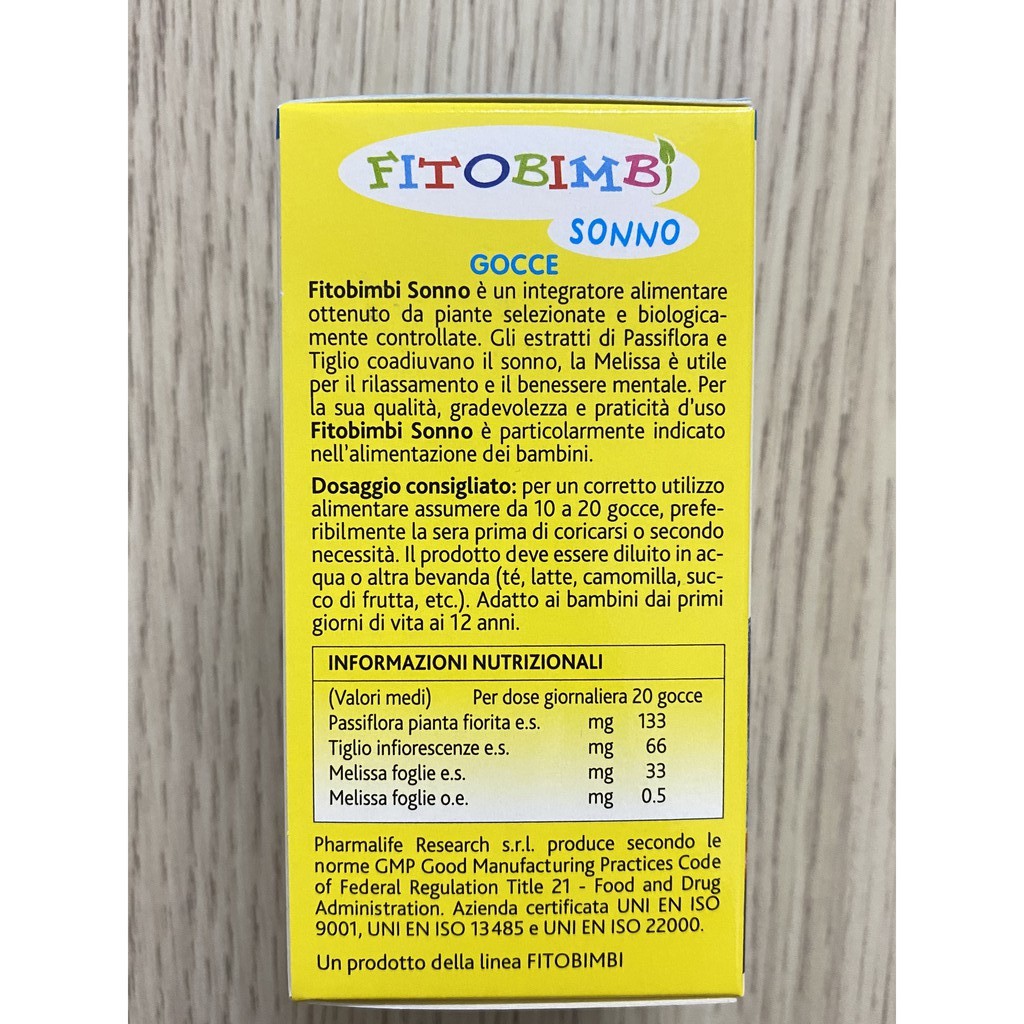 FITOBIMBi
SONNO
GOCCE
Fitobimbi Sonno è un integratore alimentare
ottenuto da piante selezionate e biologica-
mente controllate. Gli estratti di Passiflora e
Tiglio coadiuvano il sonno, la Melissa è utile
per il rilassamento e il benessere mentale. Per
la sua qualità, gradevolezza e praticità d'uso
Fitobimbi Sonno è particolarmente indicato
nell'alimentazione dei bambini.
Dosaggio consigliato: per un corretto utilizzo
alimentare assumere da 10 a 20 gocce, prefe-
ribilmente la sera prima di coricarsi o secondo
necessità. Il prodotto deve essere diluito in ac-
qua o altra bevanda (té, latte, camomilla, suc-
co di frutta, etc.). Adatto ai bambini dai primi
giorni di vita ai 12 anni.
INFORMAZIONI NUTRIZIONALI
(Valori medi) Per dose giornaliera 20 gocce
Passiflora pianta fiorita e.s. mg 133
Tiglio infiorescenze e.s. mg 66
Melissa foglie e.s. mg 33
Melissa foglie o.e. mg 0.5
Pharmalife Research s.r.l. produce secondo le
norme GMP Good Manufacturing Practices Code
of Federal Regulation Title 21 - Food and Drug
Administration. Azienda certificata UNI EN ISO
9001, UNI EN ISO 13485 e UNI EN ISO 22000.
Un prodotto della linea FITOBIMBI